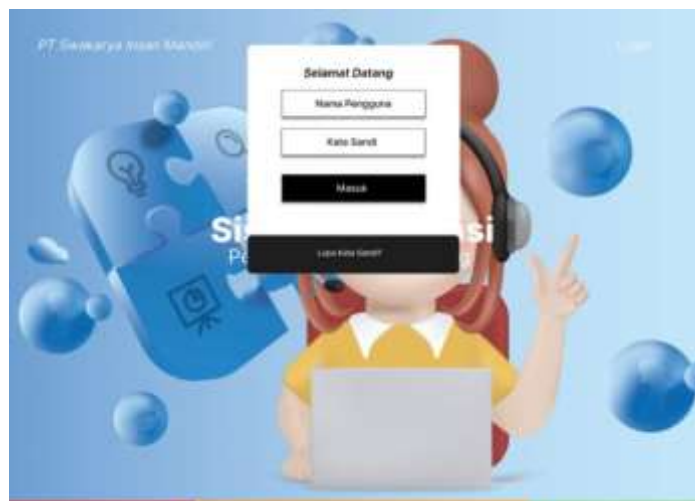 PT Swakarya Insan Mandiri
Login
Selamat Datang
Nama Pengguna
Kata Sandi
Masuk
Lupa Kata Sandi?